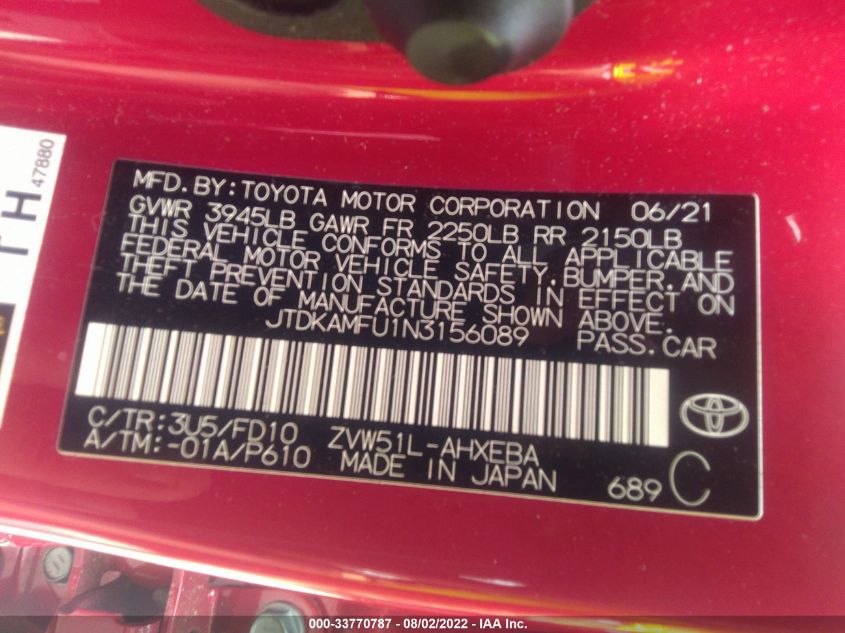 TH
47880
MFD.BY:TOYOTA MOTOR CORPORATION 06/21
GVWR 3945LB GAWR FR 2250LB RR 2150LB
THIS VEHICLE CONFORMS TO ALL APPLICABLE
FEDERAL MOTOR VEHICLE SAFETY,BUMPER,AND
THEFT PREVENTION STANDARDS IN EFFECT ON
THE DATE OF MANUFACTURE SHOWN ABOVE.
JTDKAMFU1N3156089 PASS.CAR
C/TR:3U5/FD10 ZVW51L-AHXEBA
A/TM:-01A/P610 MADE IN JAPAN
689 C
000-33770787 - 08/02/2022 - IAA Inc.